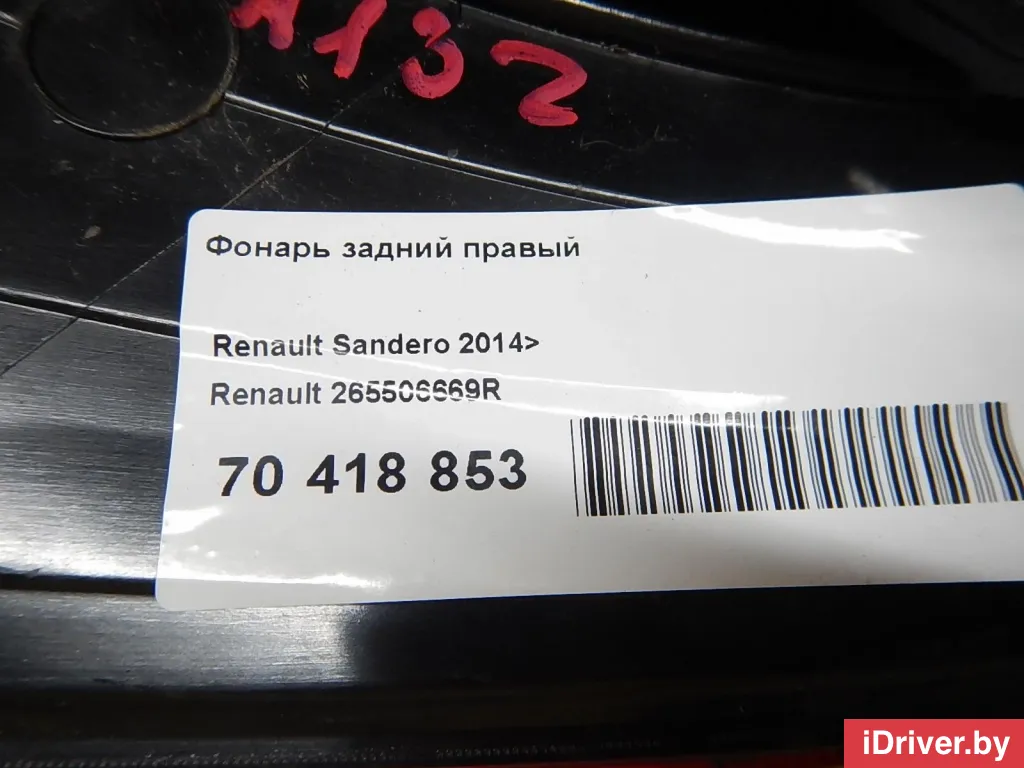 A132
Фонарь задний правый
Renault Sandero 2014>
Renault 265506669R
70 418 853
iDriver.by